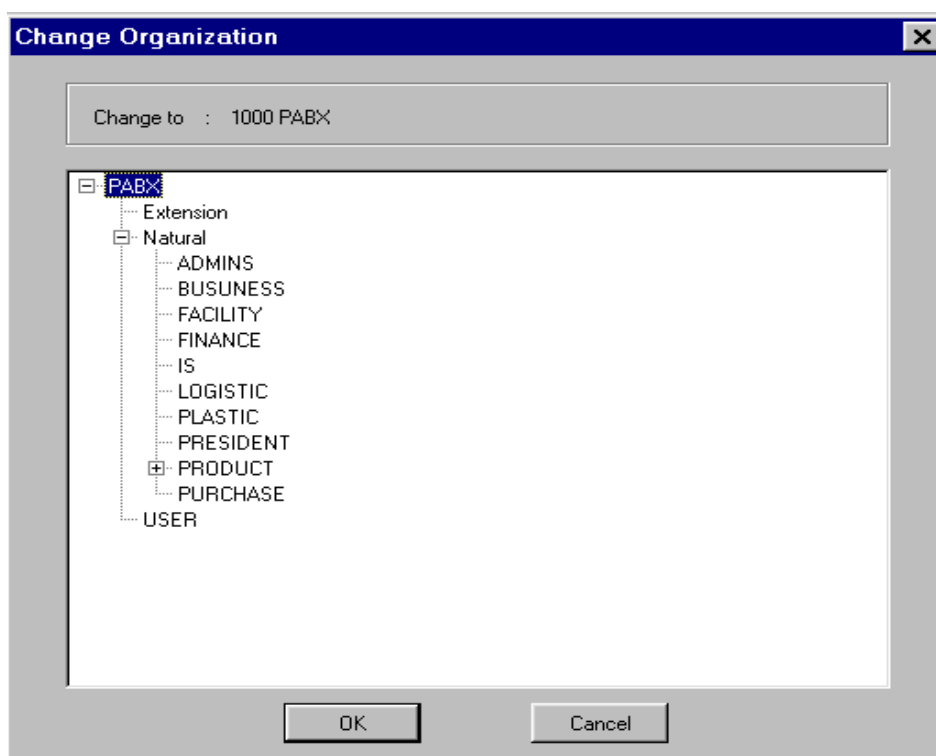 Change Organization
Change to : 1000 PABX
PABX
Extension
Natural
ADMINS
BUSUNESS
FACILITY
FINANCE
IS
LOGISTIC
PLASTIC
PRESIDENT
PRODUCT
PURCHASE
USER
OK Cancel